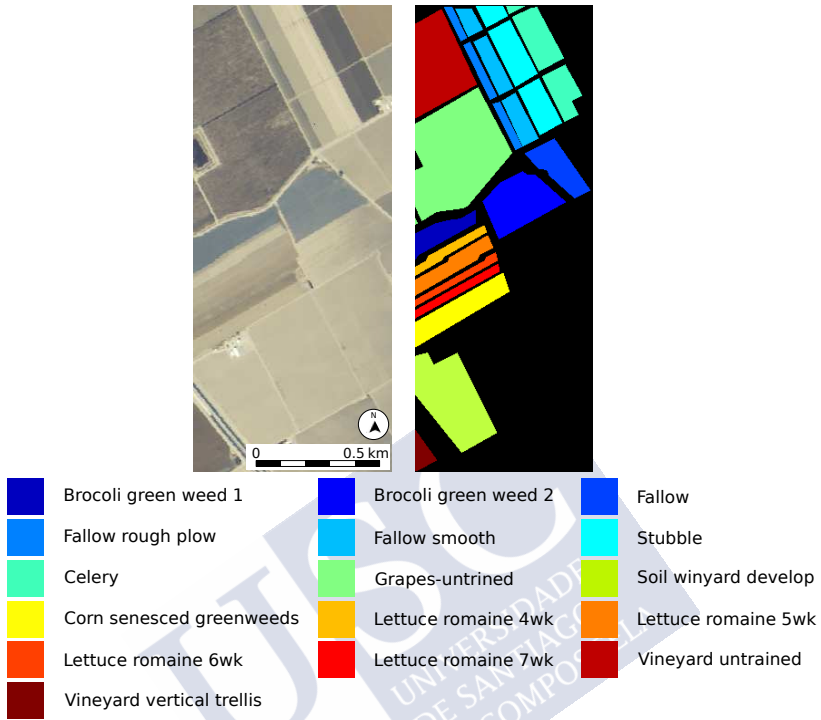 N
0 0.5 km
Brocoli green weed 1
Brocoli green weed 2
Fallow
Fallow rough plow
Fallow smooth
Stubble
Celery
Grapes-untrined
Soil winyard develop
Corn senesced greenweeds
Lettuce romaine 4wk
Lettuce romaine 5wk
Lettuce romaine 6wk
Lettuce romaine 7wk
Vineyard untrained
Vineyard vertical trellis
USC
UNIVERSIDADE
DE SANTIAGO